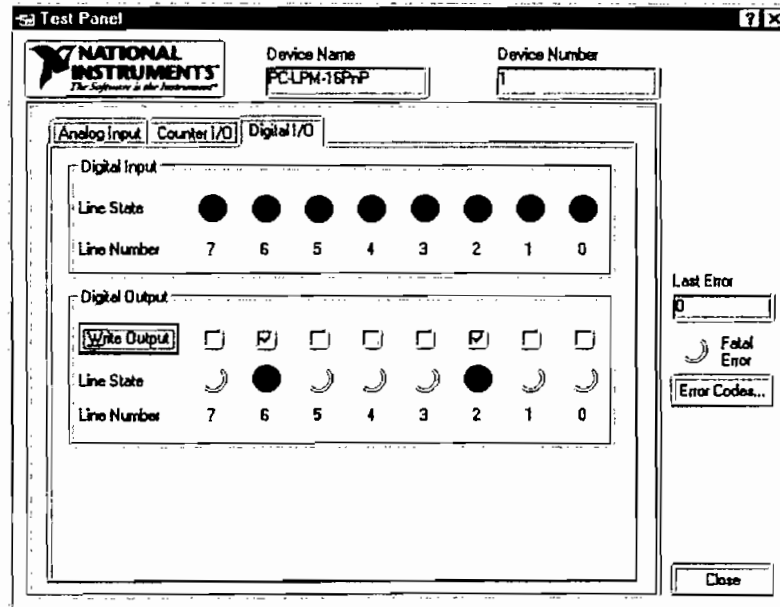 Test Panel
NATIONAL INSTRUMENTS™
The Software is the Instrument®
Device Name
PC-LPM-16PnP
Device Number
1
Analog Input Counter I/O Digital I/O
Digital Input
Line State
Line Number 7 6 5 4 3 2 1 0
Digital Output
Write Output
Line State
Line Number 7 6 5 4 3 2 1 0
Last Error
0
Fatal Error
Error Codes...
Close